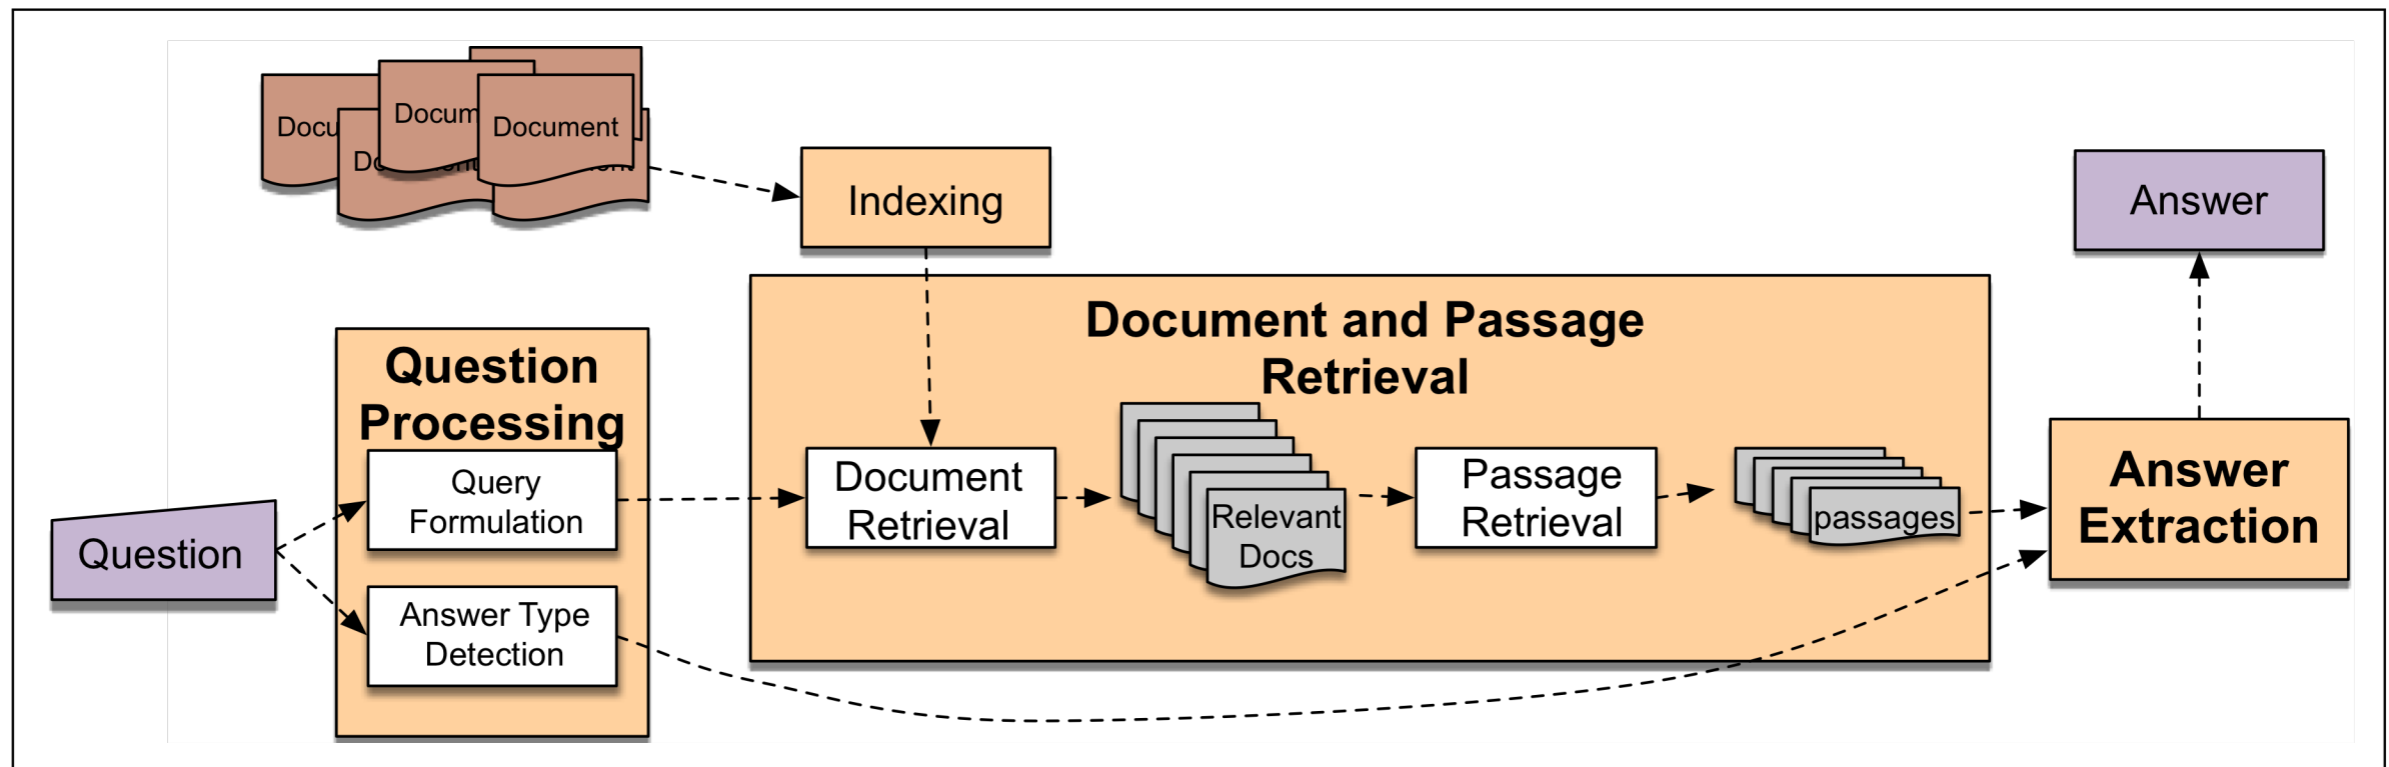 Docu
Docum
Document
Indexing
Answer
Document and Passage
Retrieval
Question
Processing
Query
Formulation
Document
Retrieval
Relevant
Docs
Passage
Retrieval
passages
Answer
Extraction
Question
Answer Type
Detection